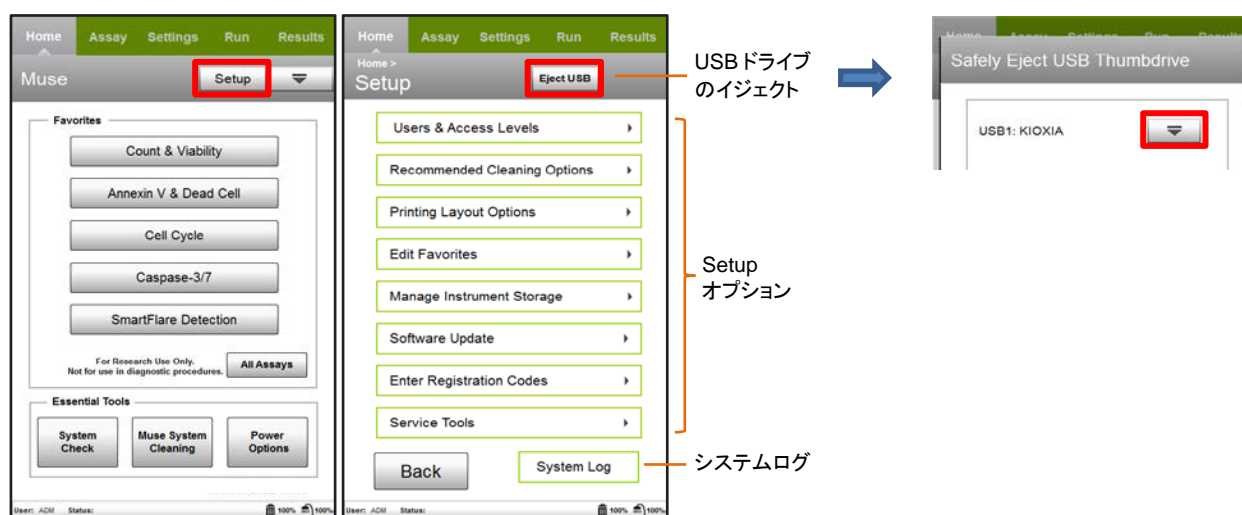 Home Assay Settings Run Results
Muse Setup
Favorites
Count & Viability
Annexin V & Dead Cell
Cell Cycle
Caspase-3/7
SmartFlare Detection
For Research Use Only.
Not for use in diagnostic procedures.
All Assays
Essential Tools
System
Check
Muse System
Cleaning
Power
Options
User: ADM Status: 100% 100%
Home Assay Settings Run Results
Home >
Setup Eject USB
Users & Access Levels
Recommended Cleaning Options
Printing Layout Options
Edit Favorites
Manage Instrument Storage
Software Update
Enter Registration Codes
Service Tools
Back System Log
User: ADM Status: 100% 100%
USBドライブ
のイジェクト
Setup
オプション
システムログ
Home Assay Settings Run Results
Safely Eject USB Thumbdrive
USB1: KIOXIA